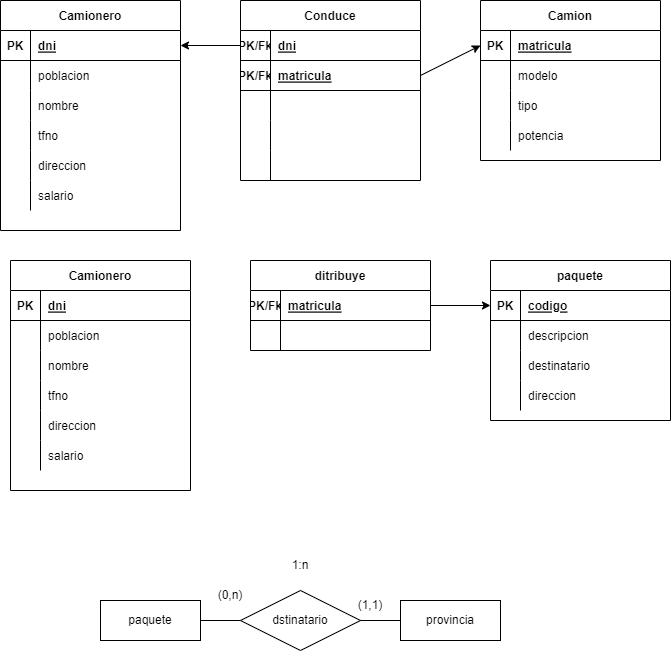 Camionero
PK dni
poblacion
nombre
tfno
direccion
salario
Conduce
PK/FK dni
PK/FK matricula
Camion
PK matricula
modelo
tipo
potencia
Camionero
PK dni
poblacion
nombre
tfno
direccion
salario
ditribuye
PK/FK matricula
paquete
PK codigo
descripcion
destinatario
direccion
1:n
(0,n)
(1,1)
paquete
dstinatario
provincia